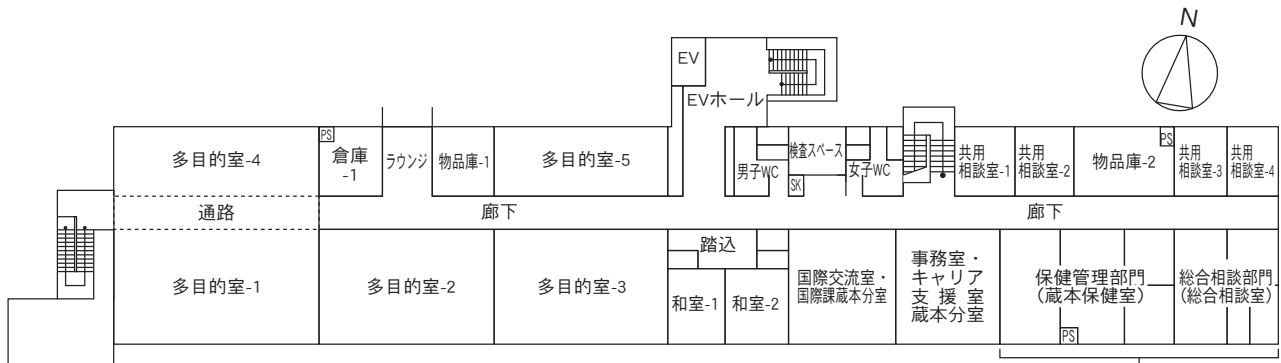 N
EV
EVホール
多目的室-4
PS
倉庫
-1
ラウンジ
物品庫-1
多目的室-5
男子WC
検査スペース
SK
女子WC
共用
相談室-1
共用
相談室-2
物品庫-2
PS
共用
相談室-3
共用
相談室-4
通路
廊下
廊下
多目的室-1
多目的室-2
多目的室-3
踏込
和室-1
和室-2
国際交流室・
国際課蔵本分室
事務室・
キャリア
支援室
蔵本分室
保健管理部門
(蔵本保健室)
PS
総合相談部門
(総合相談室)